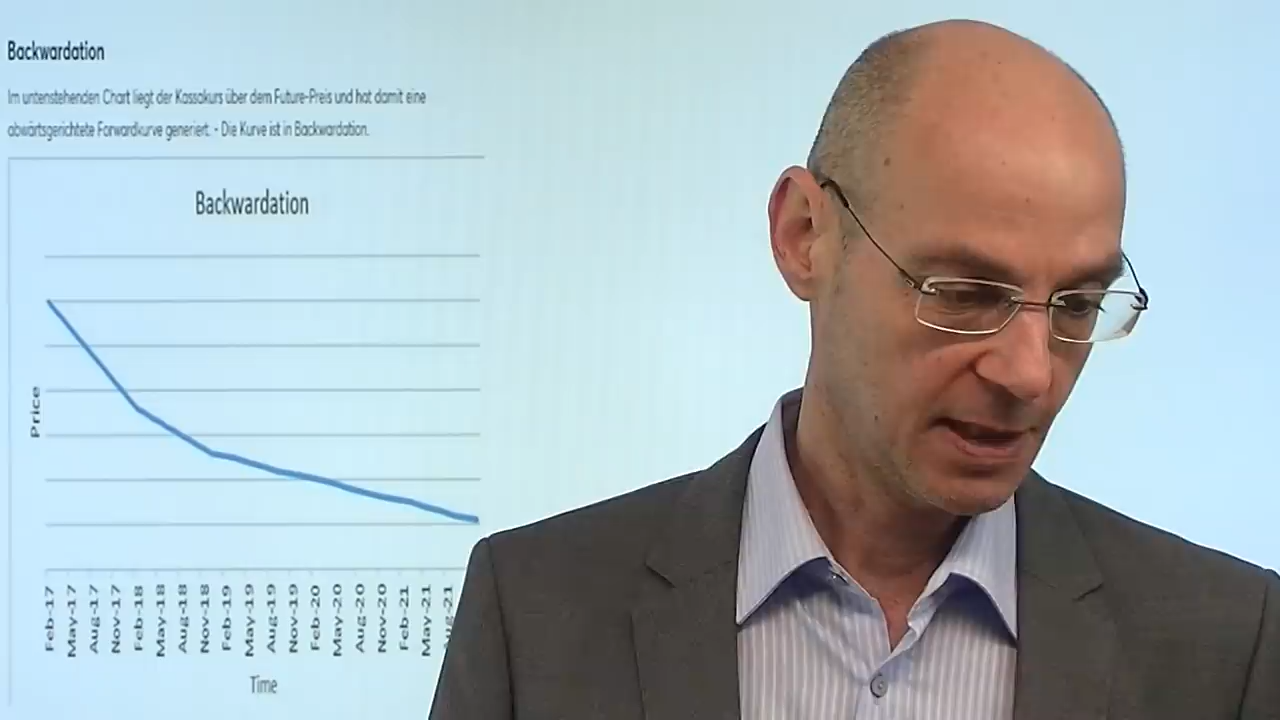 Backwardation
Im untenstehenden Chart liegt der Kassakurs über dem Future-Preis und hat damit eine
abwärtsgerichtete Forwardkurve generiert. - Die Kurve ist in Backwardation.
Backwardation
Price
Feb-17
May-17
Aug-17
Nov-17
Feb-18
May-18
Aug-18
Nov-18
Feb-19
May-19
Aug-19
Nov-19
Feb-20
May-20
Aug-20
Nov-20
Feb-21
May-21
Aug-21
Time